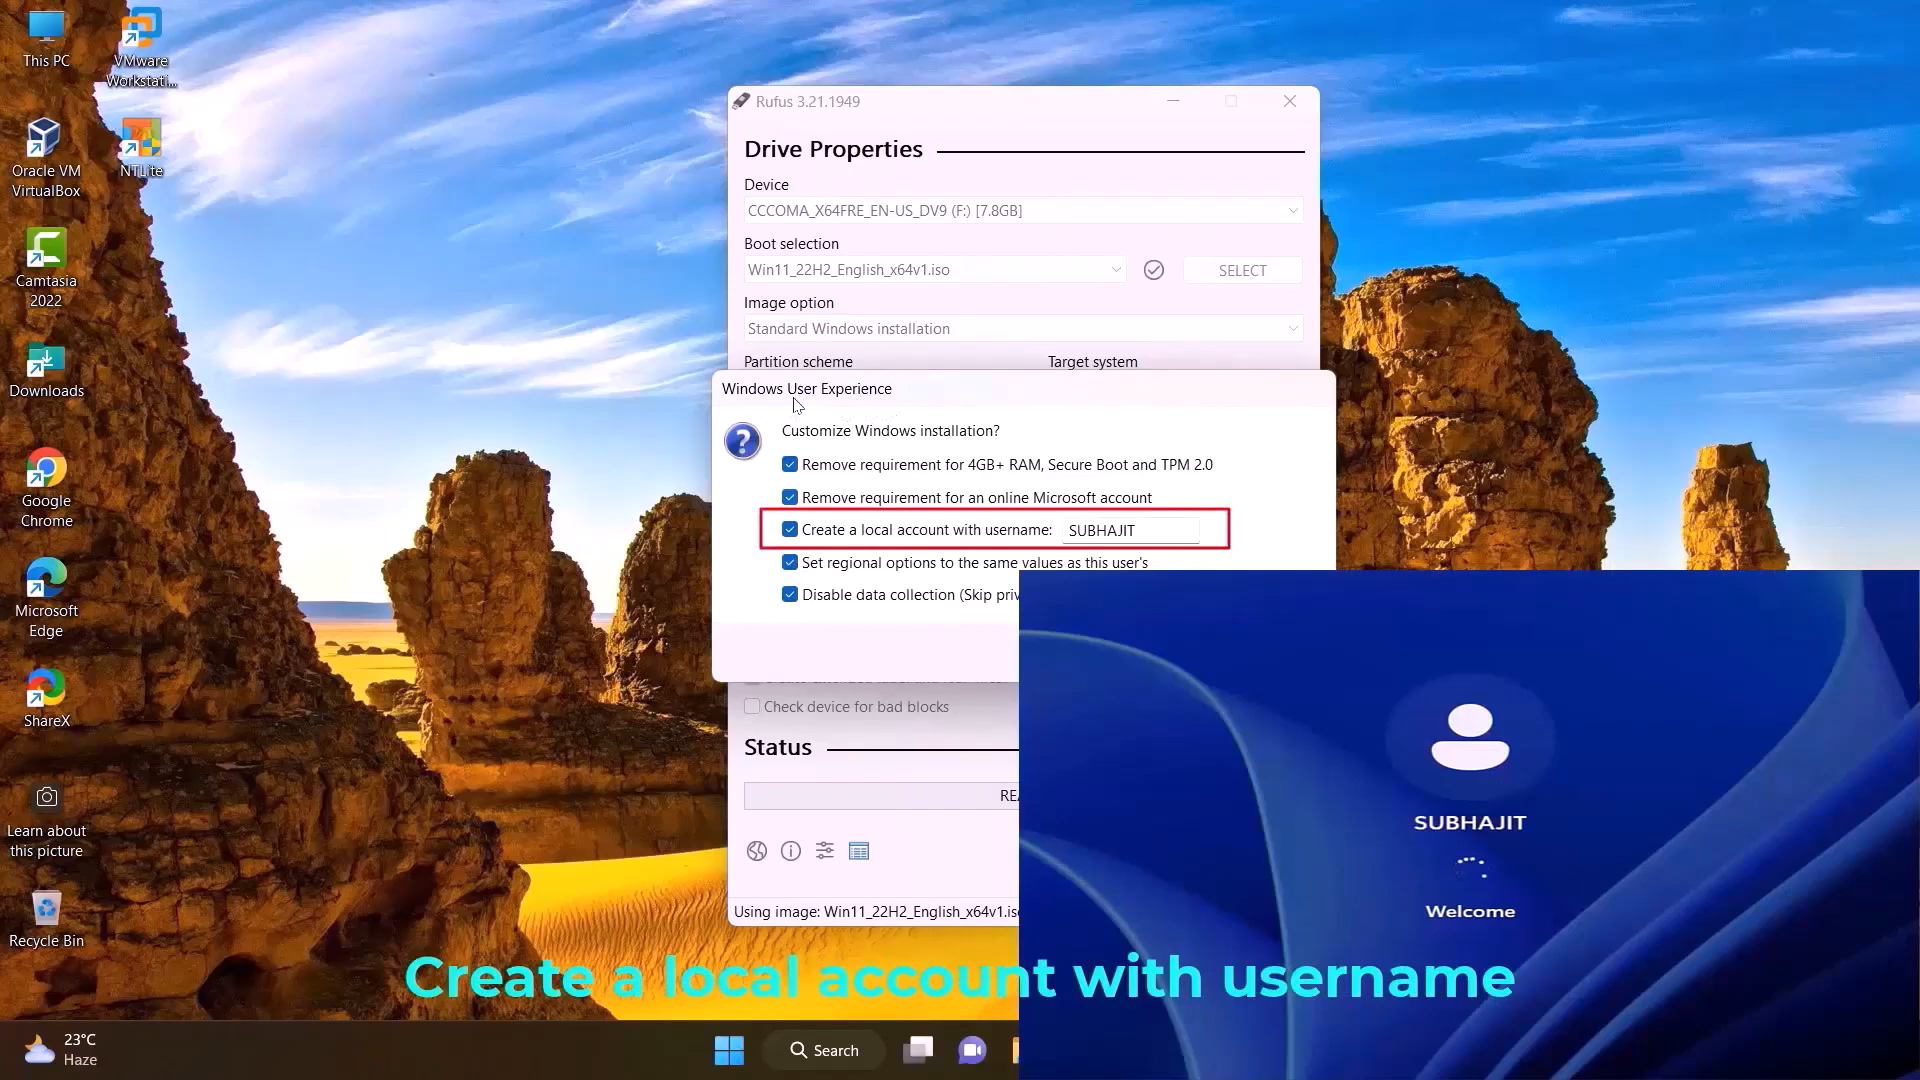 This PC
VMware
Workstati...
Oracle VM
VirtualBox
NTLite
Camtasia
2022
Downloads
Google
Chrome
Microsoft
Edge
ShareX
Learn about
this picture
Recycle Bin
Rufus 3.21.1949
Drive Properties
Device
CCCOMA_X64FRE_EN-US_DV9 (F:) [7.8GB]
Boot selection
Win11_22H2_English_x64v1.iso
SELECT
Image option
Standard Windows installation
Partition scheme
Target system
Windows User Experience
Customize Windows installation?
Remove requirement for 4GB+ RAM, Secure Boot and TPM 2.0
Remove requirement for an online Microsoft account
Create a local account with username: SUBHAJIT
Set regional options to the same values as this user's
Disable data collection (Skip priv
Check device for bad blocks
Status
REA
Using image: Win11_22H2_English_x64v1.iso
SUBHAJIT
Welcome
Create a local account with username
23°C
Haze
Search